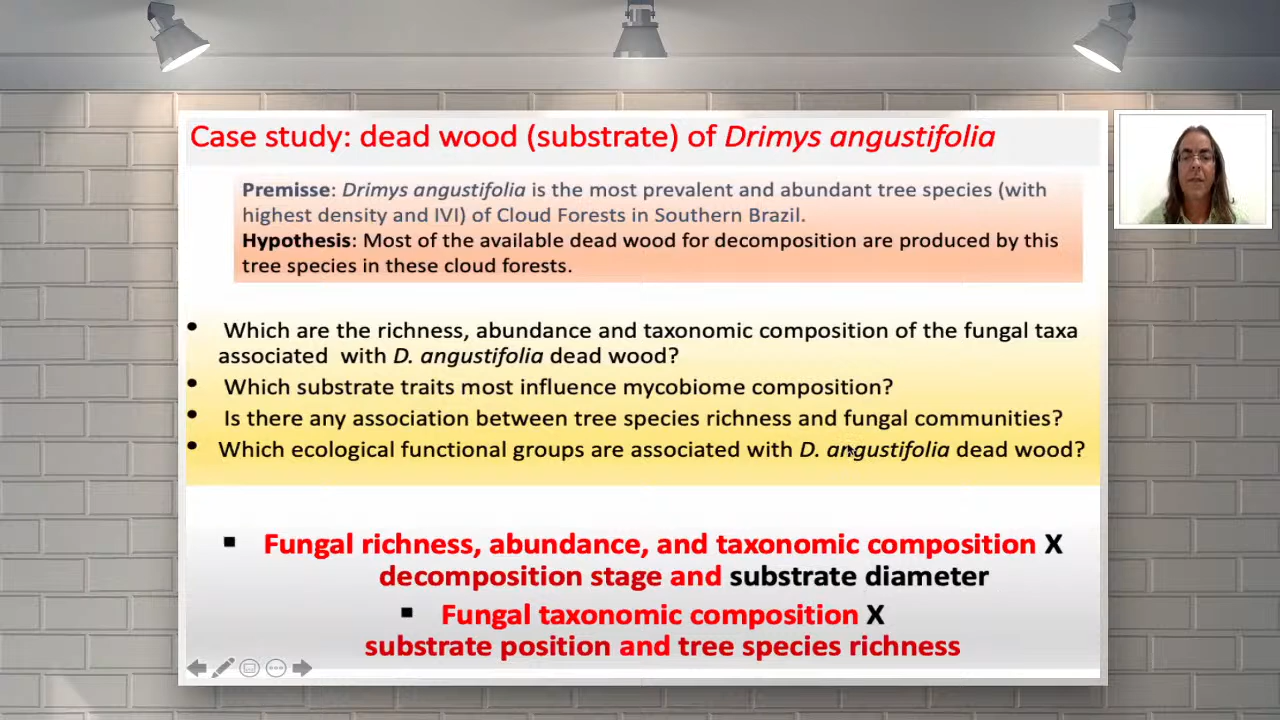 Case study: dead wood (substrate) of Drimys angustifolia
Premisse: Drimys angustifolia is the most prevalent and abundant tree species (with
highest density and IVI) of Cloud Forests in Southern Brazil.
Hypothesis: Most of the available dead wood for decomposition are produced by this
tree species in these cloud forests.
• Which are the richness, abundance and taxonomic composition of the fungal taxa
associated with D. angustifolia dead wood?
• Which substrate traits most influence mycobiome composition?
• Is there any association between tree species richness and fungal communities?
• Which ecological functional groups are associated with D. angustifolia dead wood?
▪ Fungal richness, abundance, and taxonomic composition X
decomposition stage and substrate diameter
▪ Fungal taxonomic composition X
substrate position and tree species richness